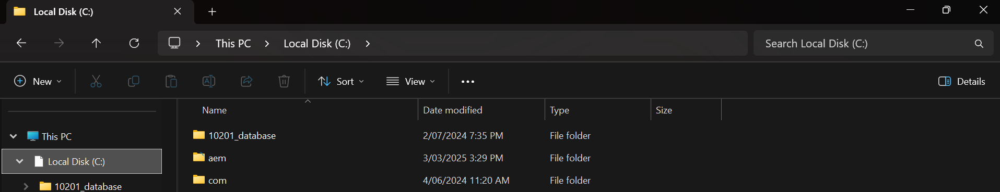 Local Disk (C:)
This PC > Local Disk (C:) >
Search Local Disk (C:)
New
Sort
View
Details
Name Date modified Type Size
This PC
Local Disk (C:)
10201_database
10201_database 2/07/2024 7:35 PM File folder
aem 3/03/2025 3:29 PM File folder
com 4/06/2024 11:20 AM File folder